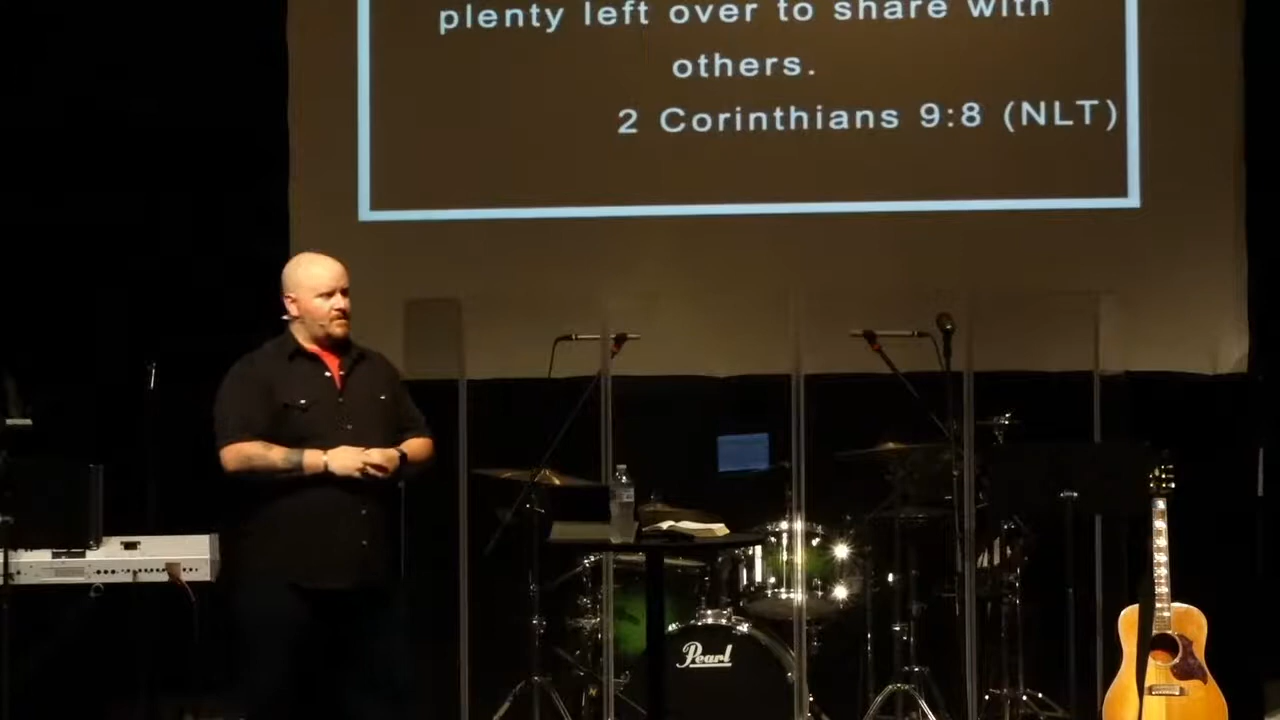 plenty left over to share with
others.
2 Corinthians 9:8 (NLT)
Pearl